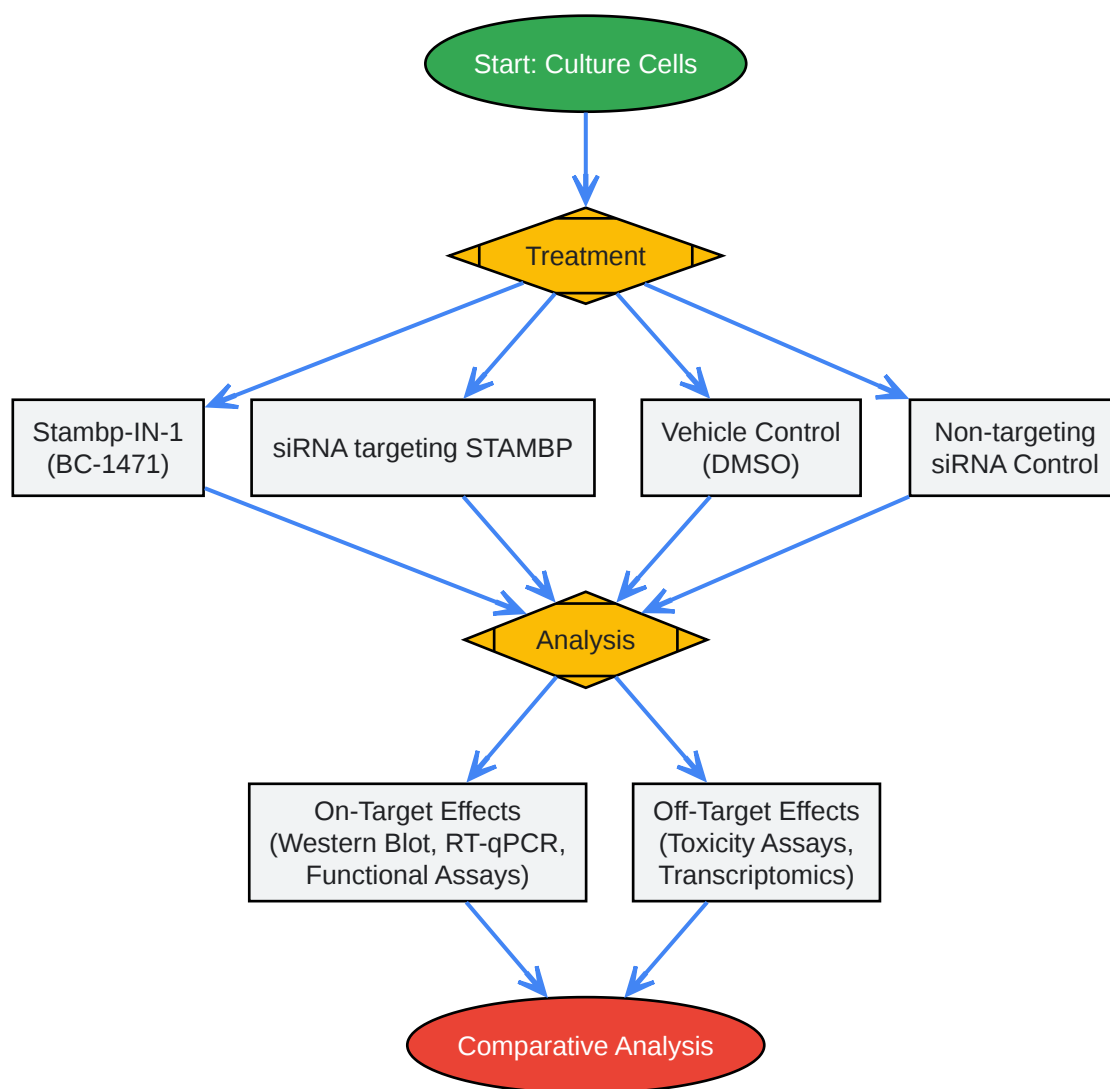 Start: Culture Cells
Treatment
Stambp-IN-1
(BC-1471)
siRNA targeting STAMBP
Vehicle Control
(DMSO)
Non-targeting
siRNA Control
Analysis
On-Target Effects
(Western Blot, RT-qPCR,
Functional Assays)
Off-Target Effects
(Toxicity Assays,
Transcriptomics)
Comparative Analysis